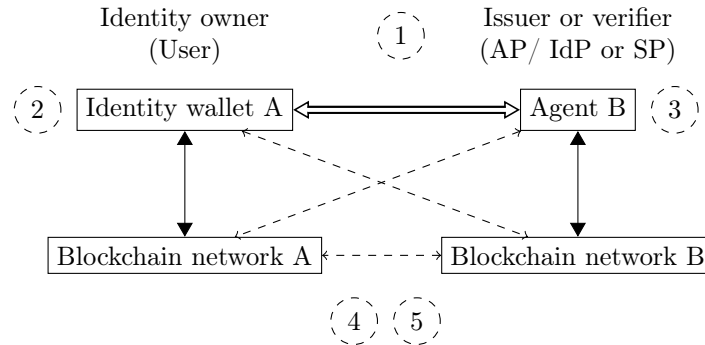 Identity owner
(User)
1
Issuer or verifier
(AP/ IdP or SP)
2
Identity wallet A
Agent B
3
Blockchain network A
Blockchain network B
4
5